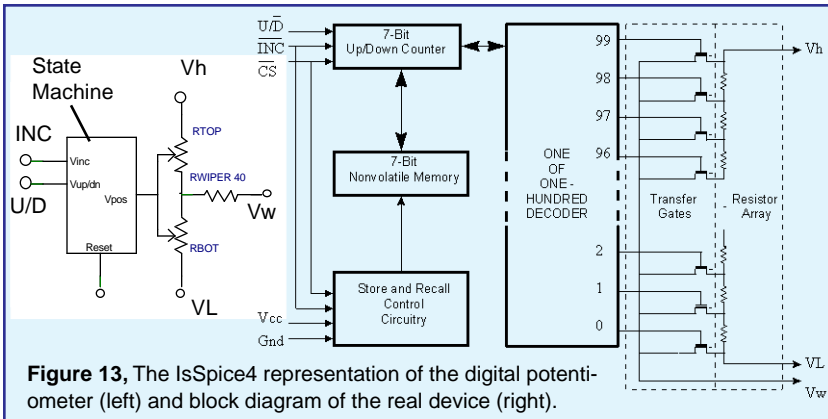 State
Machine
INC
U/D
Vinc
Vup/dn
Vpos
Reset
Vh
RTOP
RWIPER 40
Vw
RBOT
VL
U/D̅
I̅N̅C̅
C̅S̅
7-Bit
Up/Down Counter
7-Bit
Nonvolatile Memory
Store and Recall
Control
Circuitry
Vcc
Gnd
ONE
OF
ONE-
HUNDRED
DECODER
99
98
97
96
2
1
0
Transfer
Gates
Resistor
Array
Vh
VL
Vw
Figure 13, The IsSpice4 representation of the digital potenti-
ometer (left) and block diagram of the real device (right).